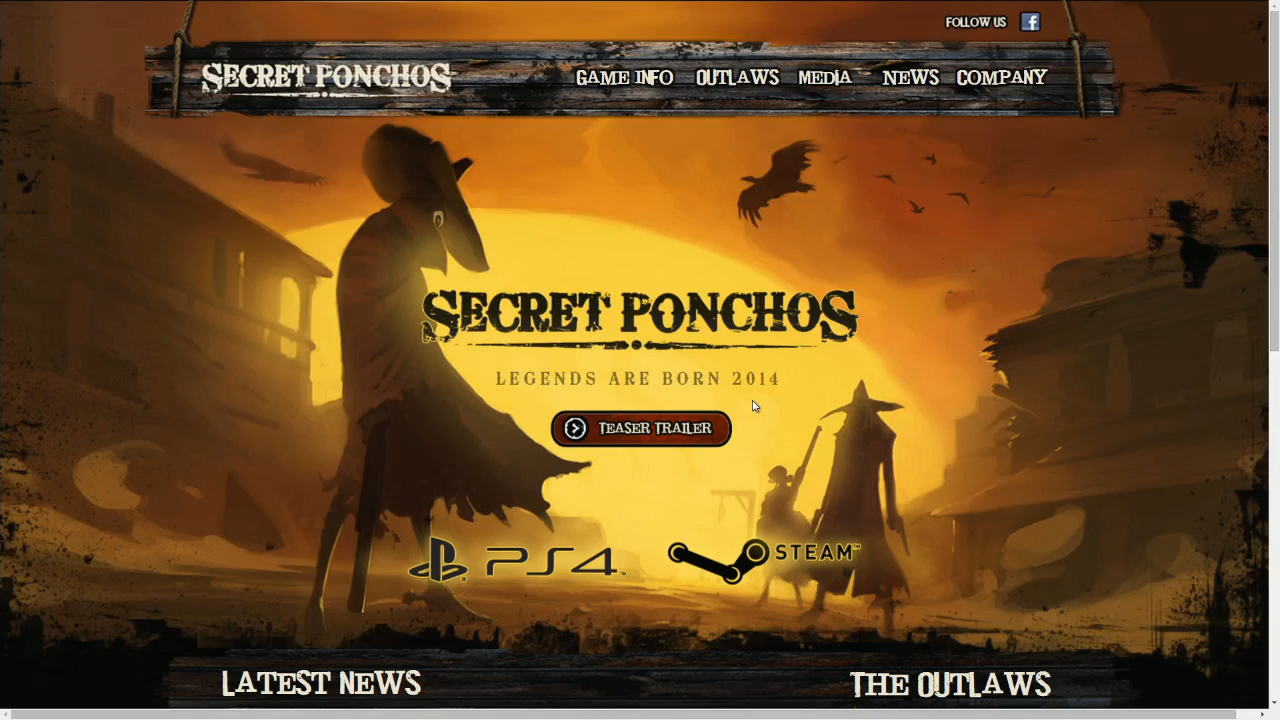 FOLLOW US
SECRET PONCHOS GAME INFO OUTLAWS MEDIA NEWS COMPANY
SECRET PONCHOS
LEGENDS ARE BORN 2014
TEASER TRAILER
PS4 STEAM™
LATEST NEWS THE OUTLAWS